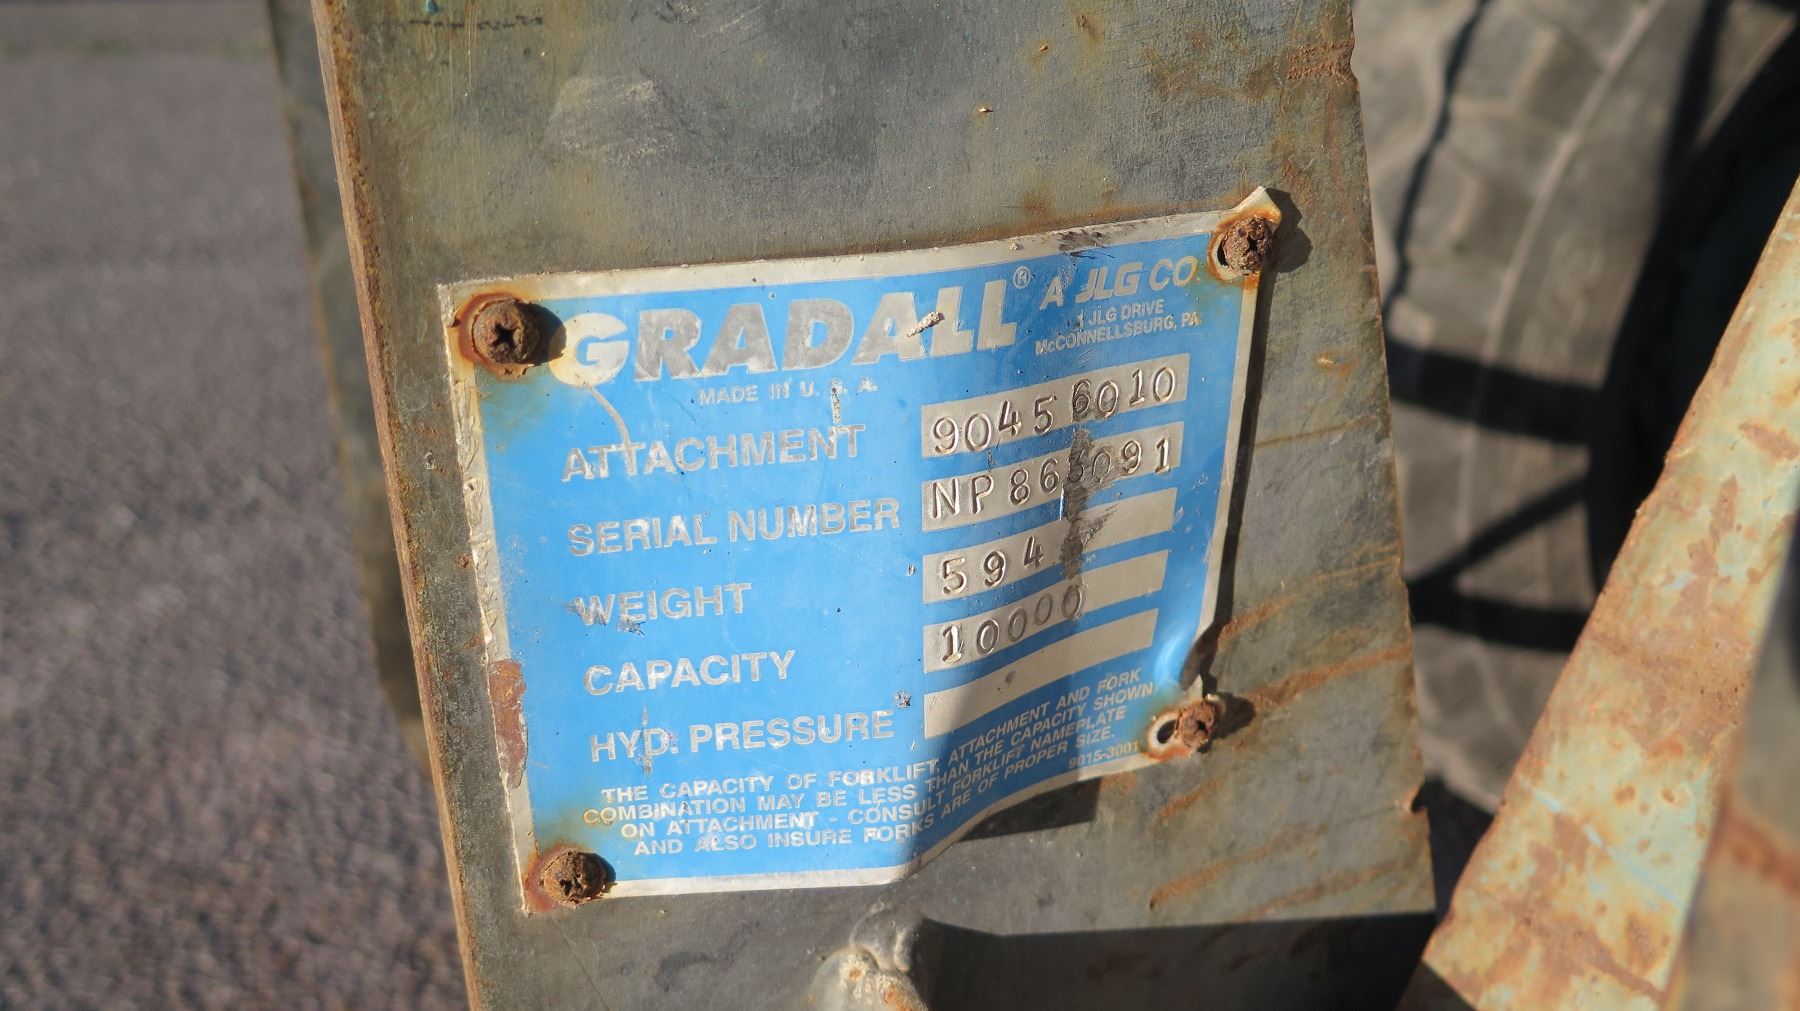 GRADALL® A JLG CO.
1 JLG DRIVE
McCONNELLSBURG, PA.
MADE IN U.S.A.
ATTACHMENT 90456010
SERIAL NUMBER
WEIGHT 594
CAPACITY 10000
HYD. PRESSURE
THE CAPACITY OF FORKLIFT, ATTACHMENT AND FORK
COMBINATION MAY BE LESS THAN THE CAPACITY SHOWN
ON ATTACHMENT - CONSULT FORKLIFT NAMEPLATE
AND ALSO INSURE FORKS ARE OF PROPER SIZE.
9015-3001